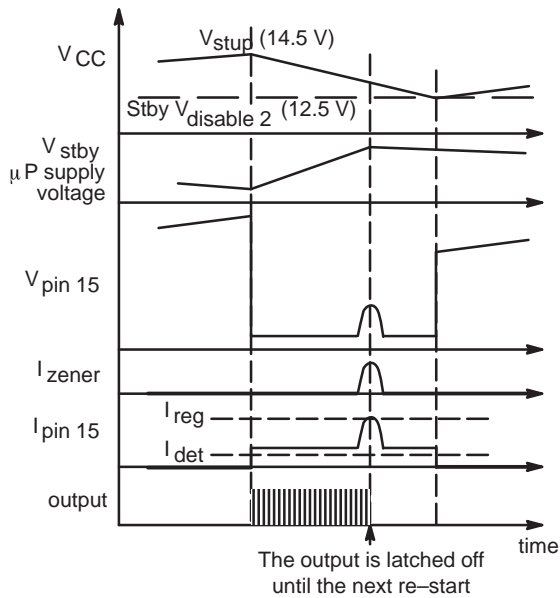 V CC
V stup (14.5 V)
Stby V disable 2 (12.5 V)
V stby
μ P supply
voltage
V pin 15
I zener
I reg
I pin 15
I det
output
time
The output is latched off
until the next re–start